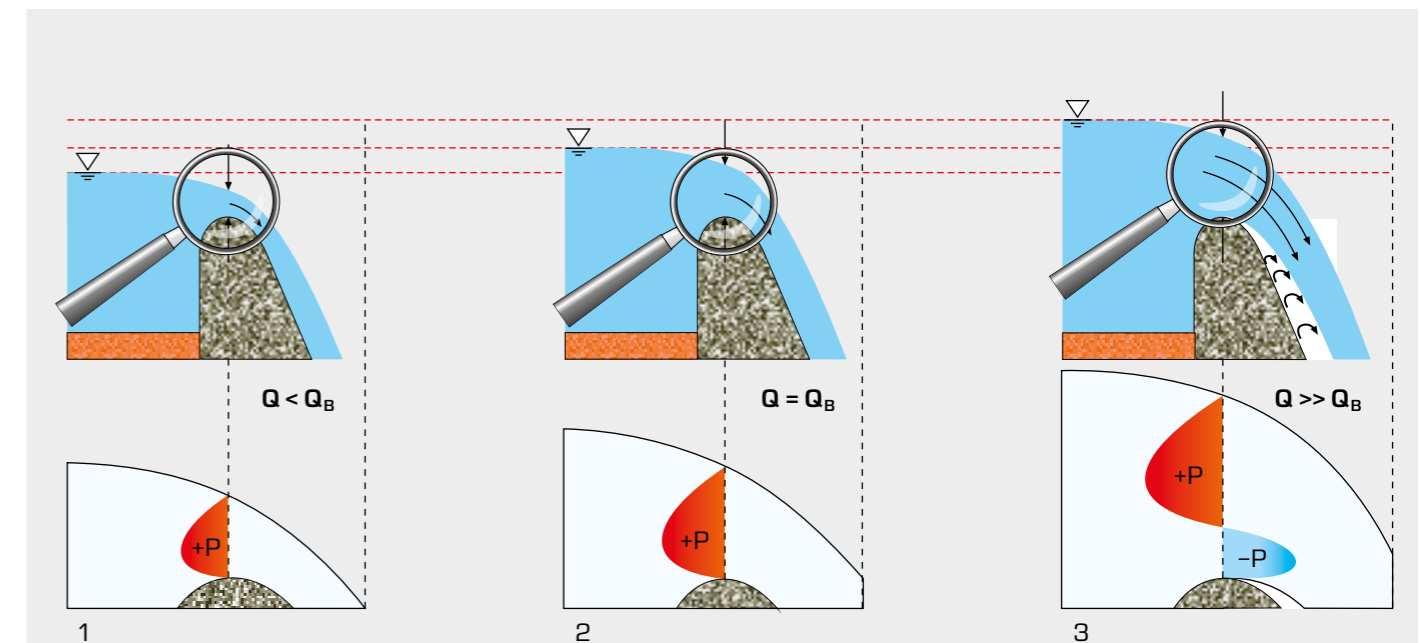 Q < QB
Q = QB
Q >> QB
+P
+P
+P
–P
1
2
3